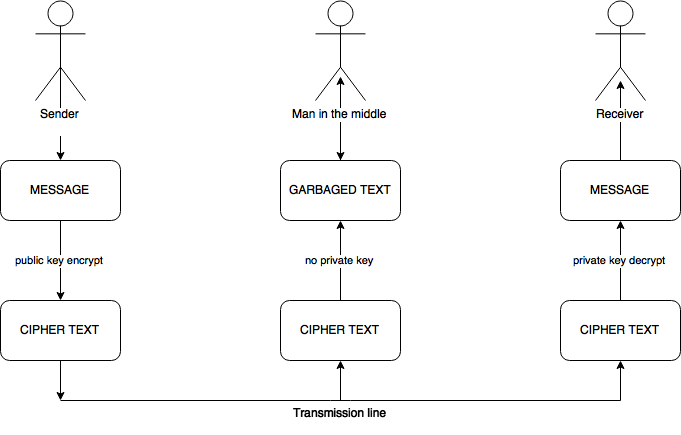 Sender
Man in the middle
Receiver
MESSAGE
GARBAGED TEXT
MESSAGE
public key encrypt
no private key
private key decrypt
CIPHER TEXT
CIPHER TEXT
CIPHER TEXT
Transmission line